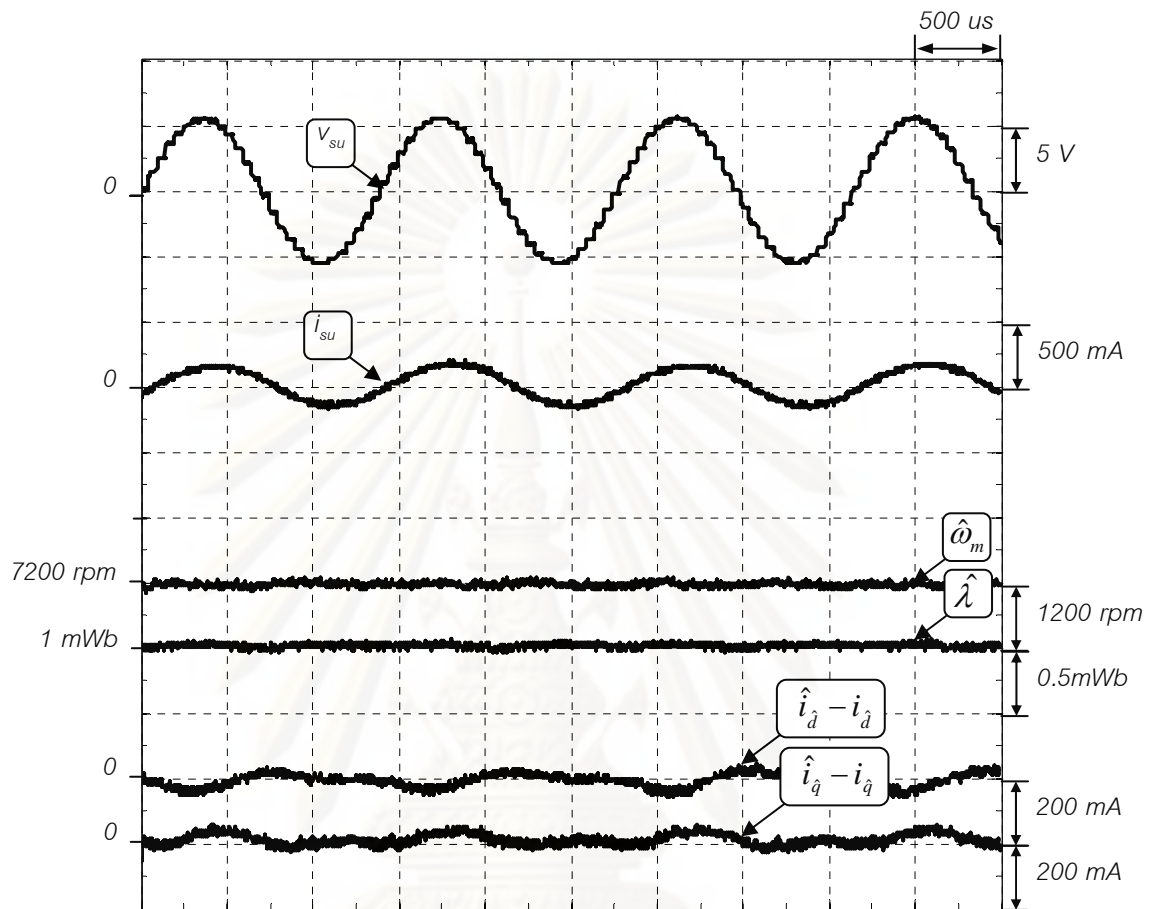 500 us
v_su
0
5 V
i_su
0
500 mA
ω̂_m
7200 rpm
λ̂
1200 rpm
1 mWb
0.5mWb
î_d̂ − i_d̂
0
î_q̂ − i_q̂
200 mA
0
200 mA